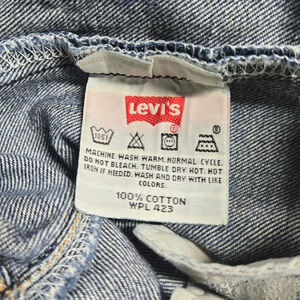 LEVI'S
MACHINE WASH WARM. NORMAL CYCLE.
DO NOT BLEACH. TUMBLE DRY HOT. HOT
IRON IF NEEDED. WASH AND DRY WITH LIKE
COLORS.
100% COTTON
WPL 423